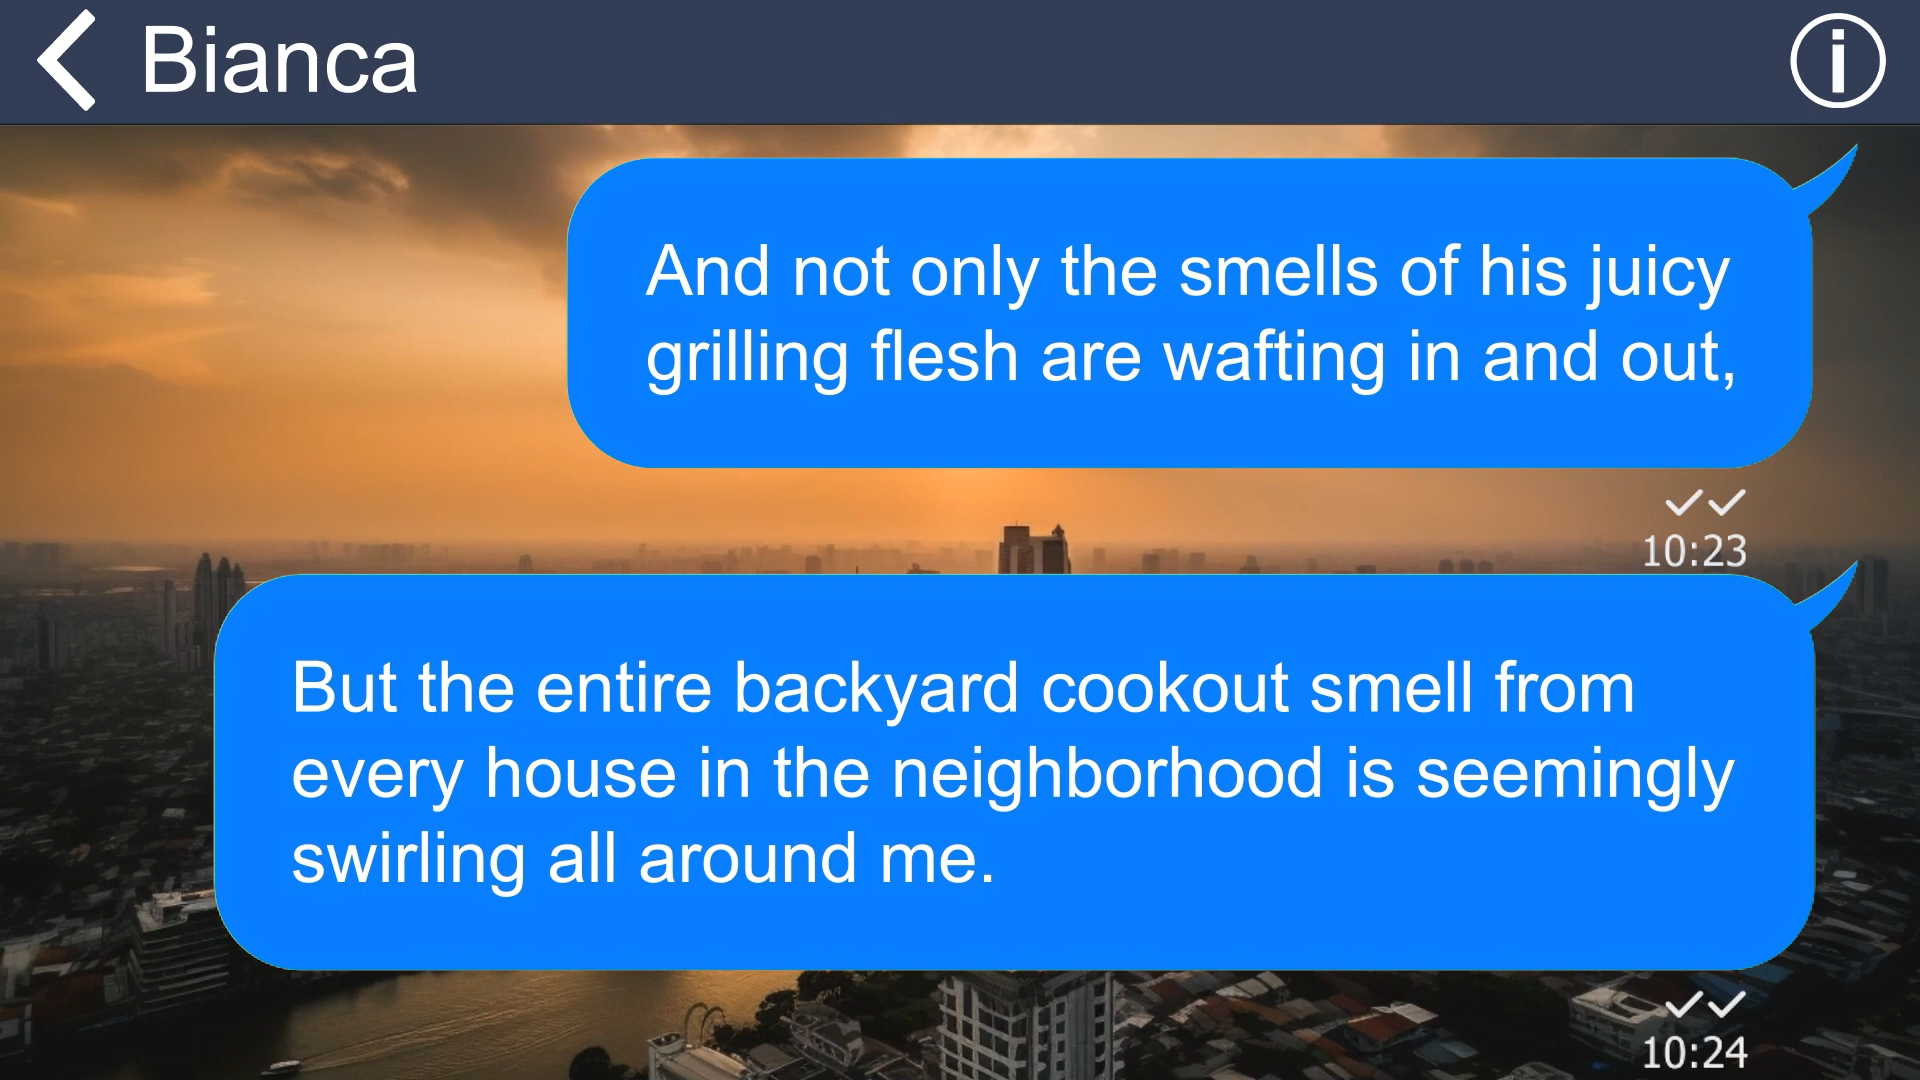 Bianca
And not only the smells of his juicy
grilling flesh are wafting in and out,
10:23
But the entire backyard cookout smell from
every house in the neighborhood is seemingly
swirling all around me.
10:24